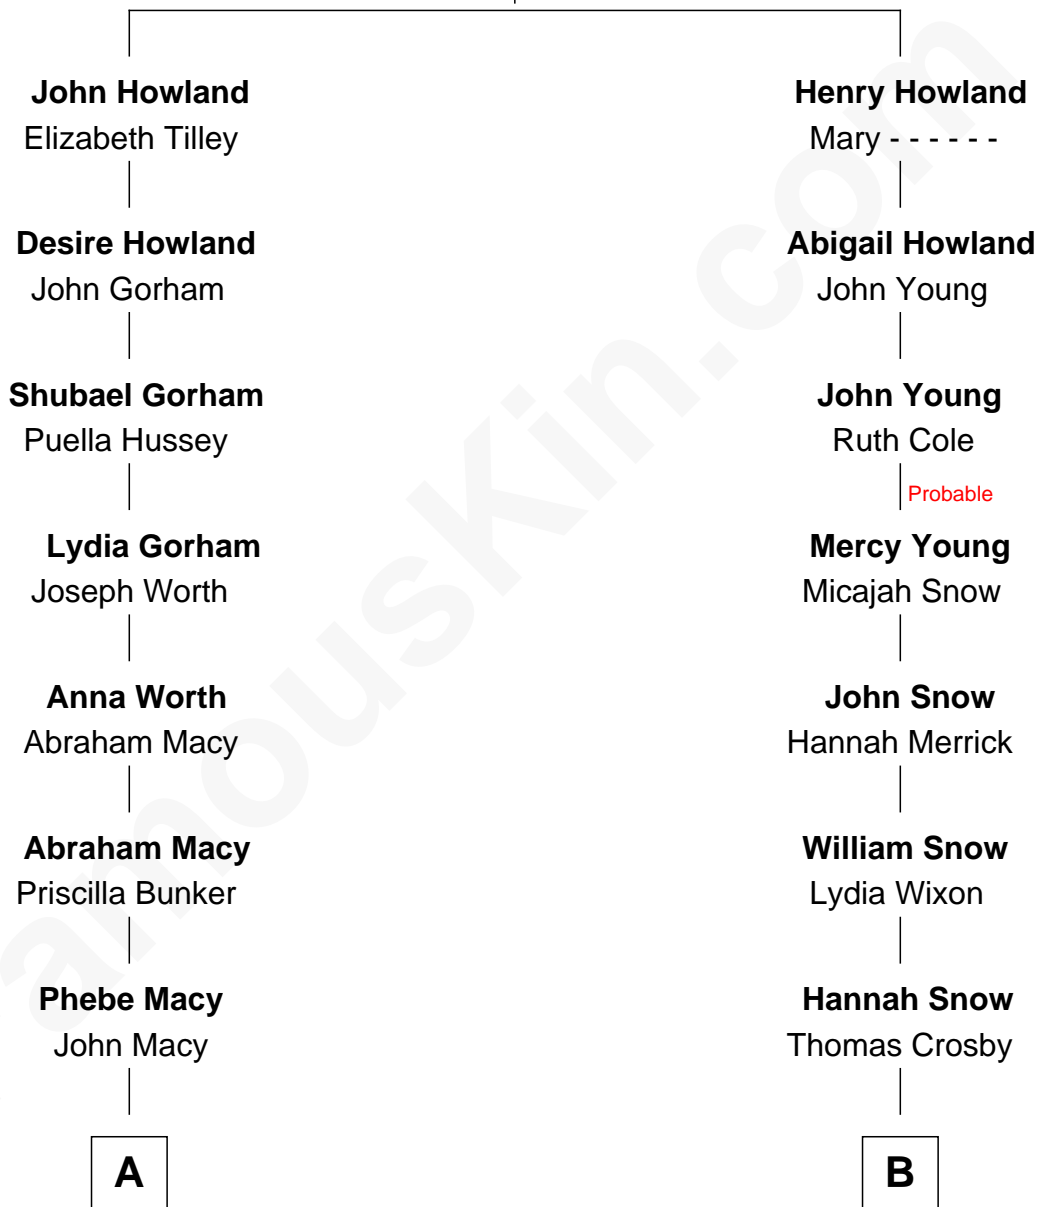 John Howland
Elizabeth Tilley
Henry Howland
Mary - - - - - -
Desire Howland
John Gorham
Abigail Howland
John Young
Shubael Gorham
Puella Hussey
John Young
Ruth Cole
Probable
Lydia Gorham
Joseph Worth
Mercy Young
Micajah Snow
Anna Worth
Abraham Macy
John Snow
Hannah Merrick
Abraham Macy
Priscilla Bunker
William Snow
Lydia Wixon
Phebe Macy
John Macy
Hannah Snow
Thomas Crosby
A
B
amousKin.com